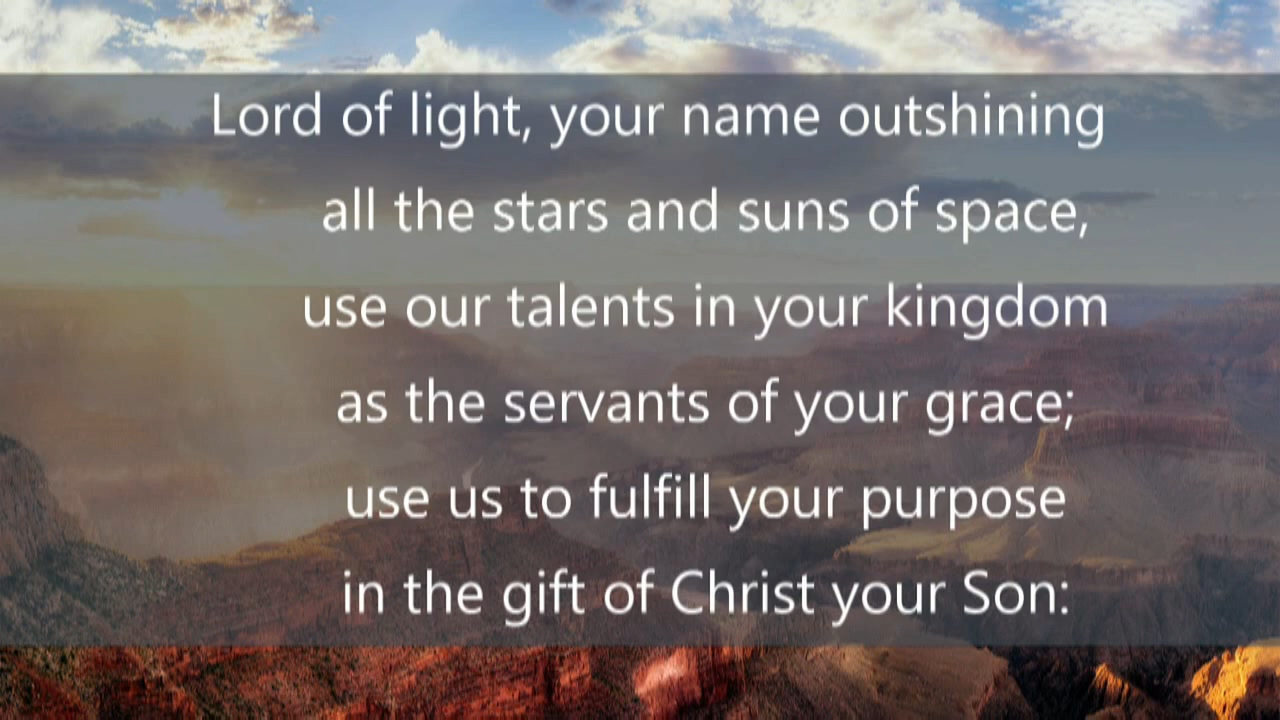 Lord of light, your name outshining
all the stars and suns of space,
use our talents in your kingdom
as the servants of your grace;
use us to fulfill your purpose
in the gift of Christ your Son: